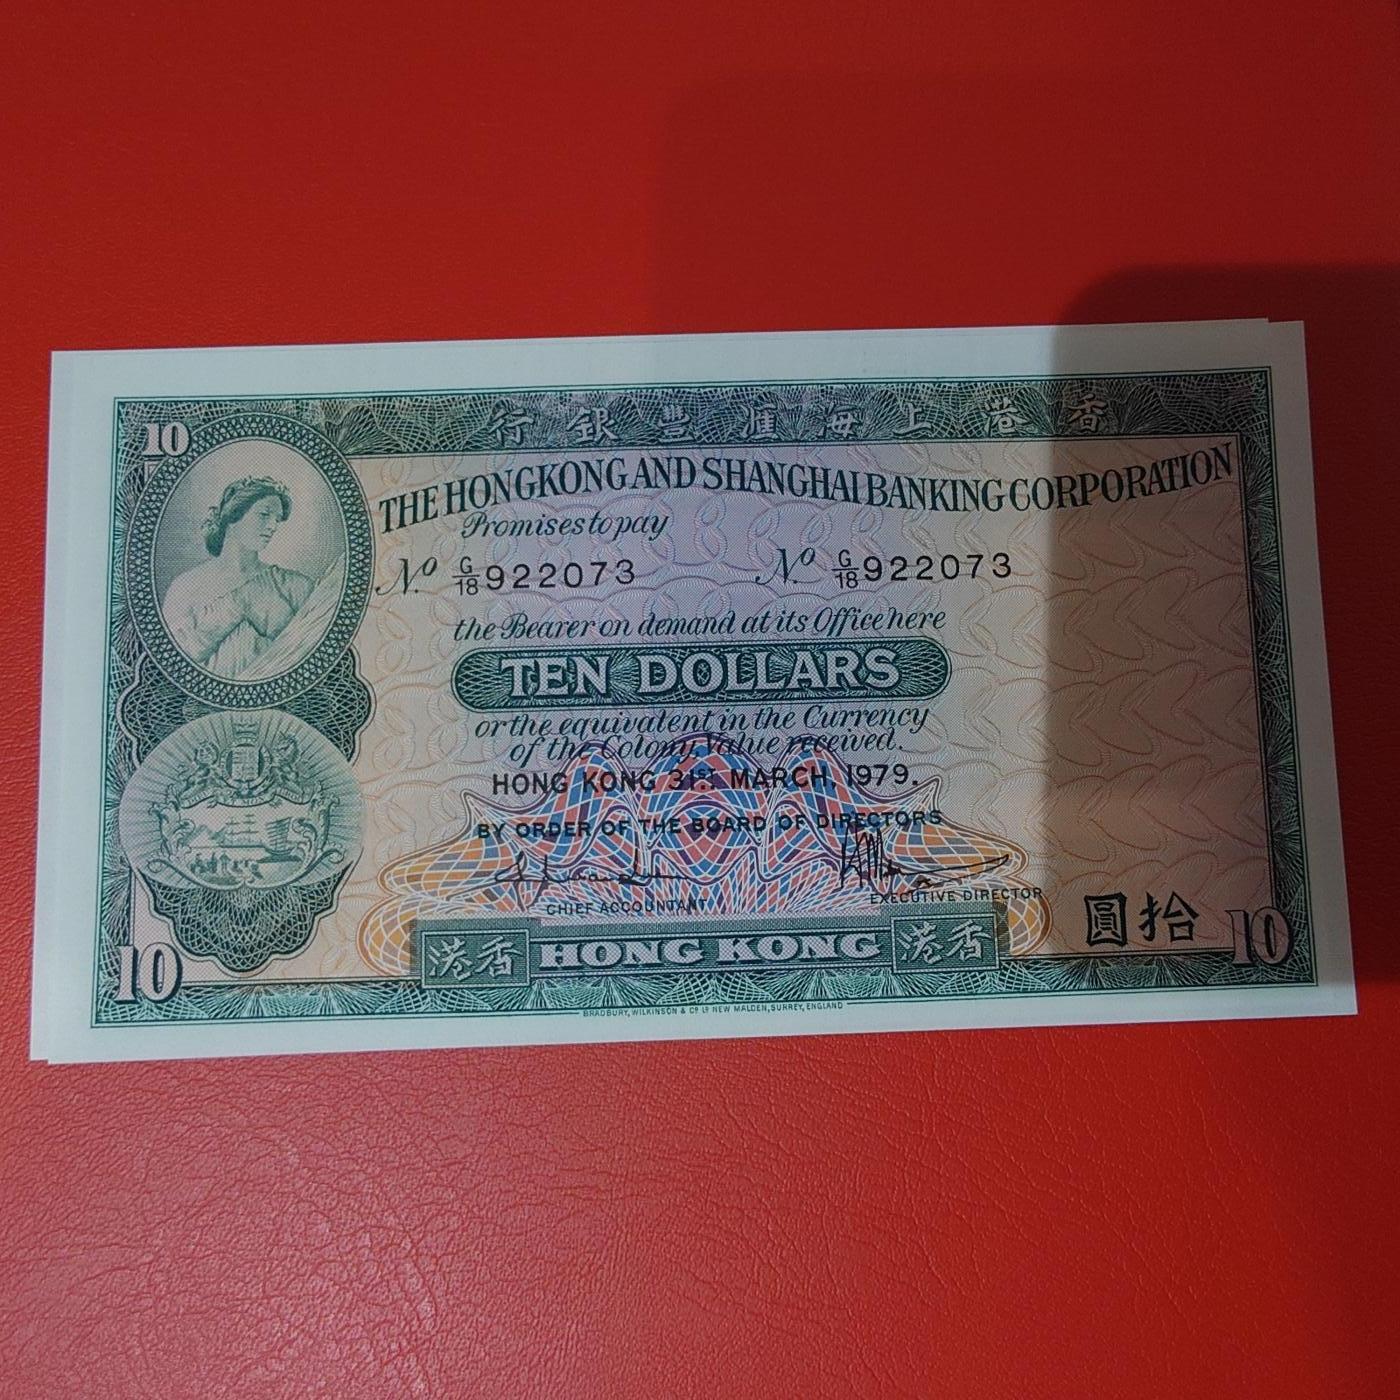 行銀豐滙海上港香
10
THE HONGKONG AND SHANGHAI BANKING CORPORATION
Promises to pay
No G/18 922073 No G/18 922073
the Bearer on demand at its Office here
TEN DOLLARS
or the equivalent in the Currency
of the Colony Value received.
HONG KONG 31ST MARCH, 1979.
BY ORDER OF THE BOARD OF DIRECTORS
CHIEF ACCOUNTANT EXECUTIVE DIRECTOR
圓拾
10 港香 HONG KONG 港香 10
BRADBURY, WILKINSON & Co Ld NEW MALDEN, SURREY, ENGLAND